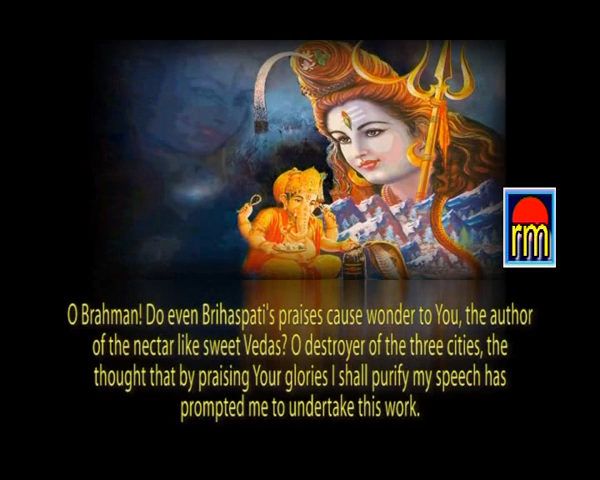 rm
O Brahman! Do even Brihaspati's praises cause wonder to You, the author
of the nectar like sweet Vedas? O destroyer of the three cities, the
thought that by praising Your glories I shall purify my speech has
prompted me to undertake this work.